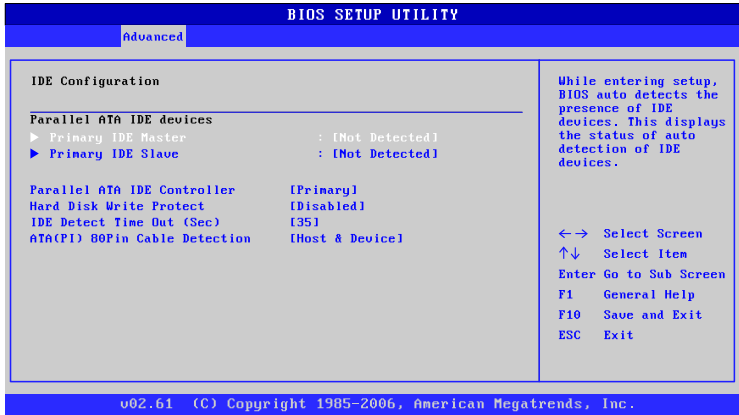 BIOS SETUP UTILITY
Advanced
IDE Configuration
Parallel ATA IDE devices
▶ Primary IDE Master : [Not Detected]
▶ Primary IDE Slave : [Not Detected]
Parallel ATA IDE Controller [Primary]
Hard Disk Write Protect [Disabled]
IDE Detect Time Out (Sec) [35]
ATA(PI) 80Pin Cable Detection [Host & Device]
While entering setup,
BIOS auto detects the
presence of IDE
devices. This displays
the status of auto
detection of IDE
devices.
←→ Select Screen
↑↓ Select Item
Enter Go to Sub Screen
F1 General Help
F10 Save and Exit
ESC Exit
v02.61 (C) Copyright 1985-2006, American Megatrends, Inc.